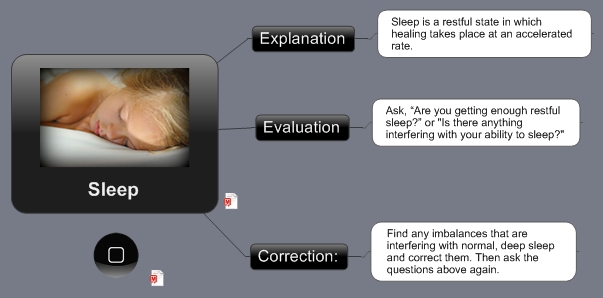 Explanation
Sleep is a restful state in which
healing takes place at an accelerated
rate.
Evaluation
Ask, “Are you getting enough restful
sleep?” or "Is there anything
interfering with your ability to sleep?"
Sleep
Correction:
Find any imbalances that are
interfering with normal, deep sleep
and correct them. Then ask the
questions above again.